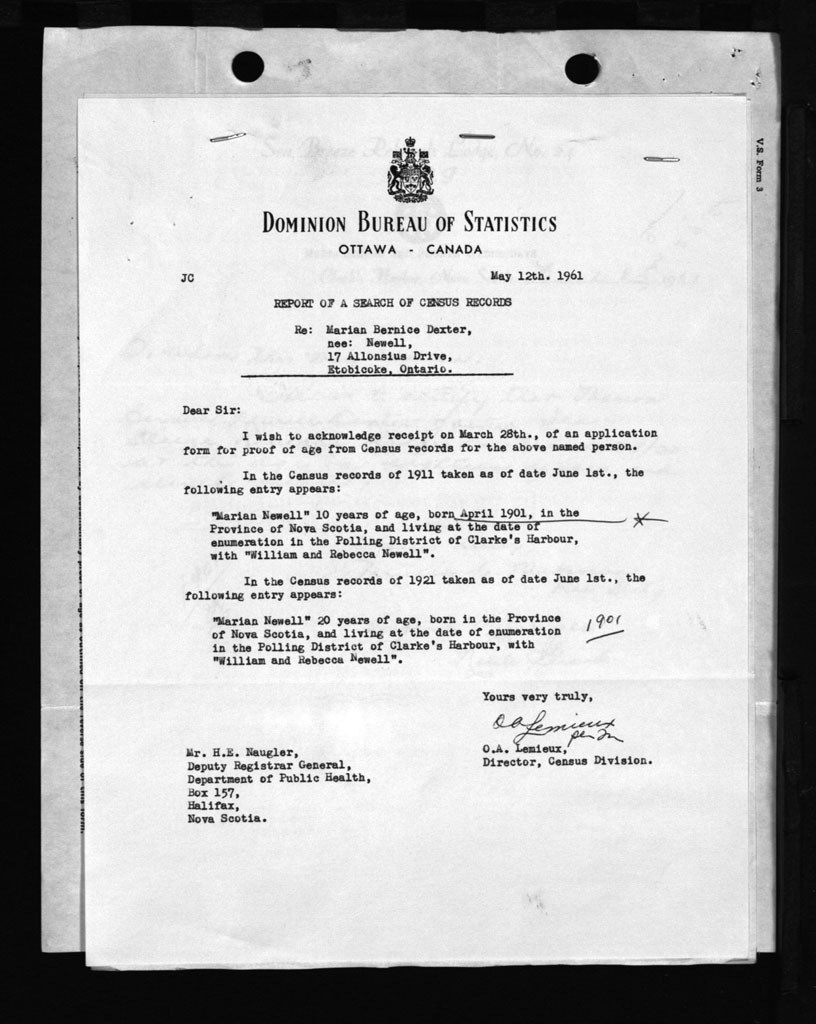 V.S. Form 3
DOMINION BUREAU OF STATISTICS
OTTAWA - CANADA
JC May 12th. 1961
REPORT OF A SEARCH OF CENSUS RECORDS
Re: Marian Bernice Dexter,
nee: Newell,
17 Allonsius Drive,
Etobicoke, Ontario.
Dear Sir:
I wish to acknowledge receipt on March 28th., of an application
form for proof of age from Census records for the above named person.
In the Census records of 1911 taken as of date June 1st., the
following entry appears:
"Marian Newell" 10 years of age, born April 1901, in the
Province of Nova Scotia, and living at the date of
enumeration in the Polling District of Clarke's Harbour,
with "William and Rebecca Newell".
In the Census records of 1921 taken as of date June 1st., the
following entry appears:
"Marian Newell" 20 years of age, born in the Province
of Nova Scotia, and living at the date of enumeration
in the Polling District of Clarke's Harbour, with
"William and Rebecca Newell".
1901
Yours very truly,
OALemieux
per
O.A. Lemieux,
Director, Census Division.
Mr. H.E. Naugler,
Deputy Registrar General,
Department of Public Health,
Box 157,
Halifax,
Nova Scotia.